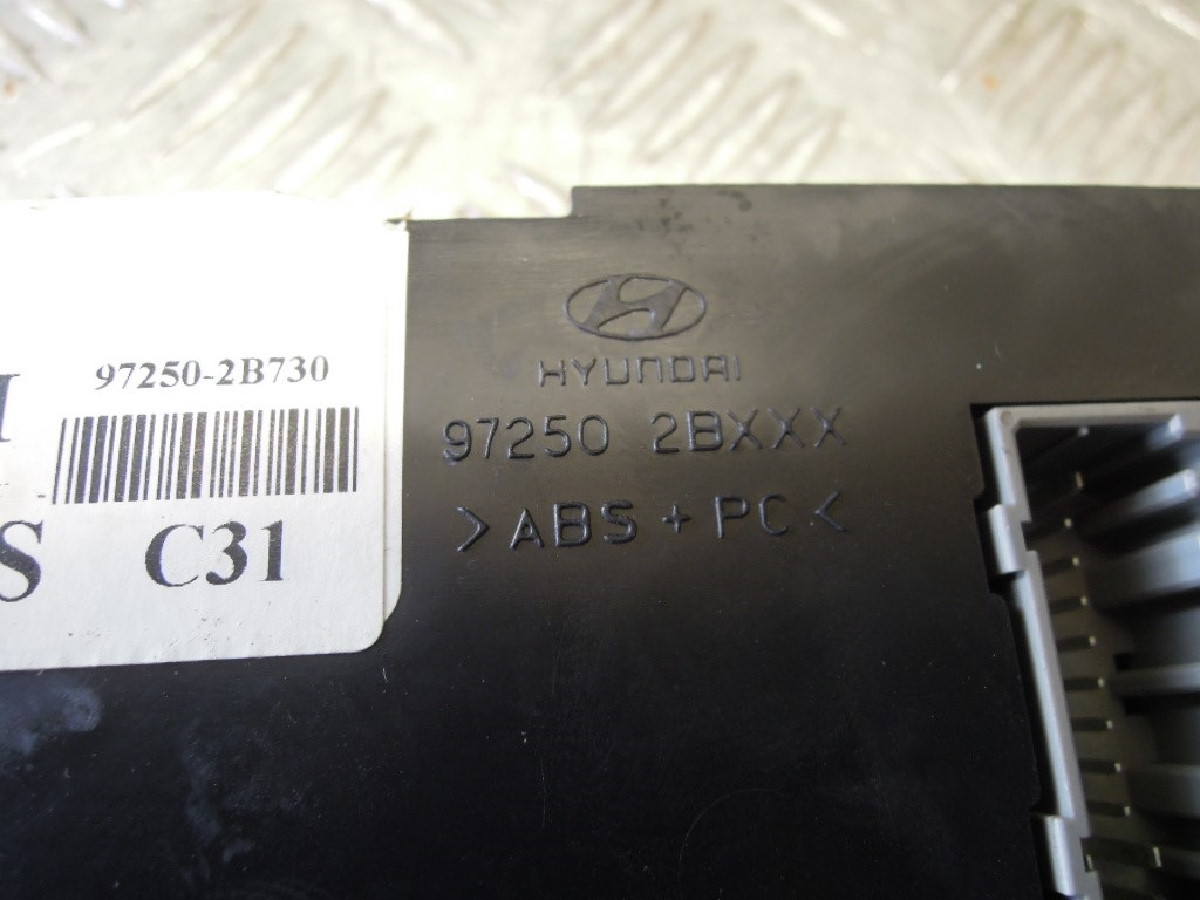 97250-2B730
S C31
HYUNDAI
97250 2BXXX
>ABS+PC<